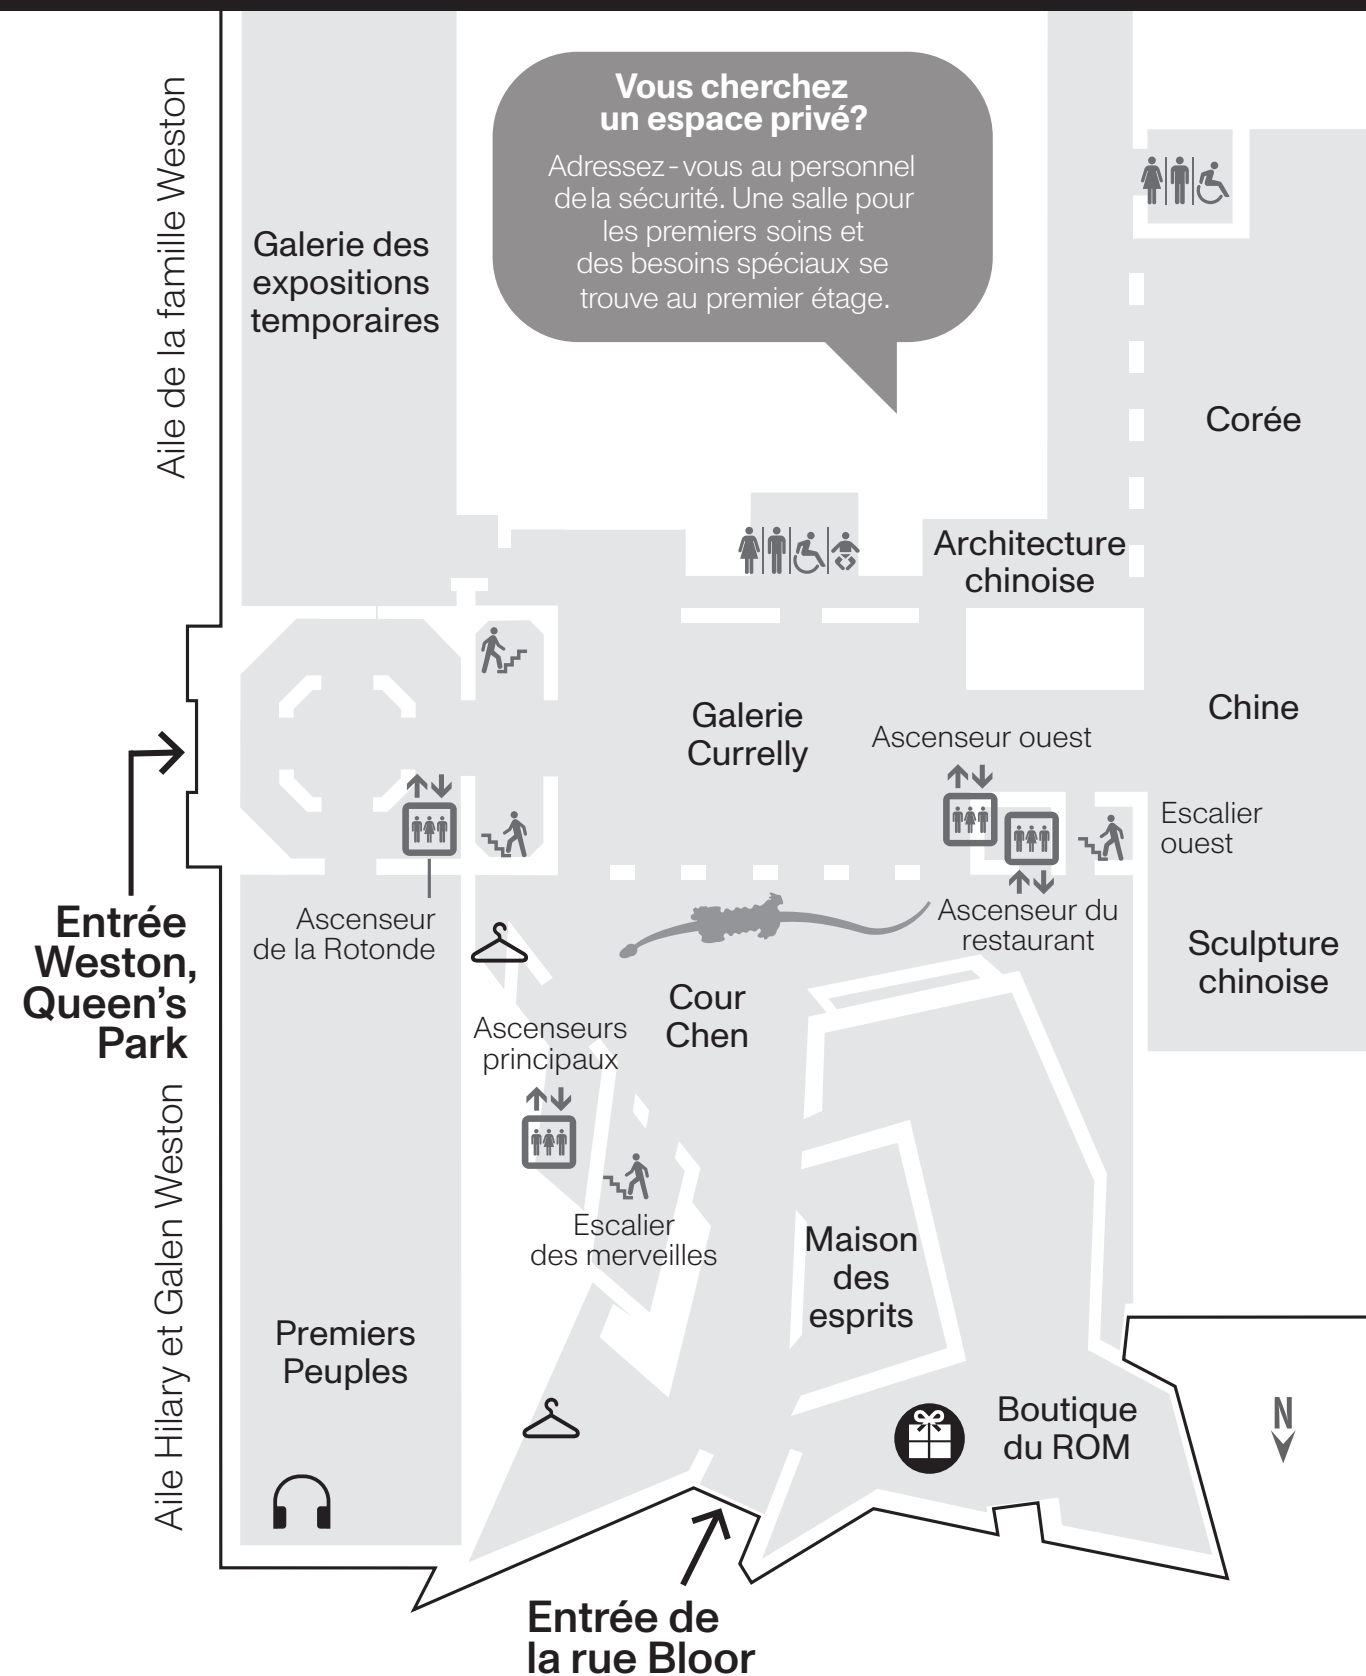 Vous cherchez
un espace privé?
Adressez-vous au personnel
de la sécurité. Une salle pour
les premiers soins et
des besoins spéciaux se
trouve au premier étage.
Aile de la famille Weston
Galerie des
expositions
temporaires
Corée
Architecture
chinoise
Galerie
Currelly
Chine
Ascenseur ouest
Escalier
ouest
Entrée
Weston,
Queen's
Park
Ascenseur
de la Rotonde
Ascenseur du
restaurant
Sculpture
chinoise
Cour
Chen
Ascenseurs
principaux
Escalier
des merveilles
Maison
des
esprits
Aile Hilary et Galen Weston
Premiers
Peuples
Boutique
du ROM
N
Entrée de
la rue Bloor